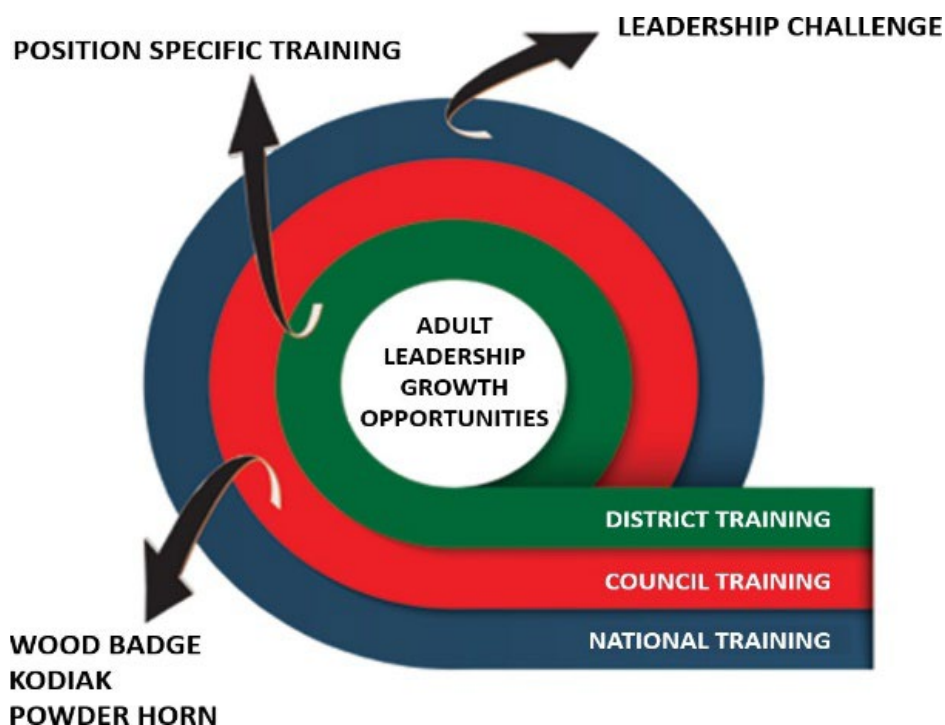 LEADERSHIP CHALLENGE
POSITION SPECIFIC TRAINING
ADULT
LEADERSHIP
GROWTH
OPPORTUNITIES
DISTRICT TRAINING
COUNCIL TRAINING
NATIONAL TRAINING
WOOD BADGE
KODIAK
POWDER HORN